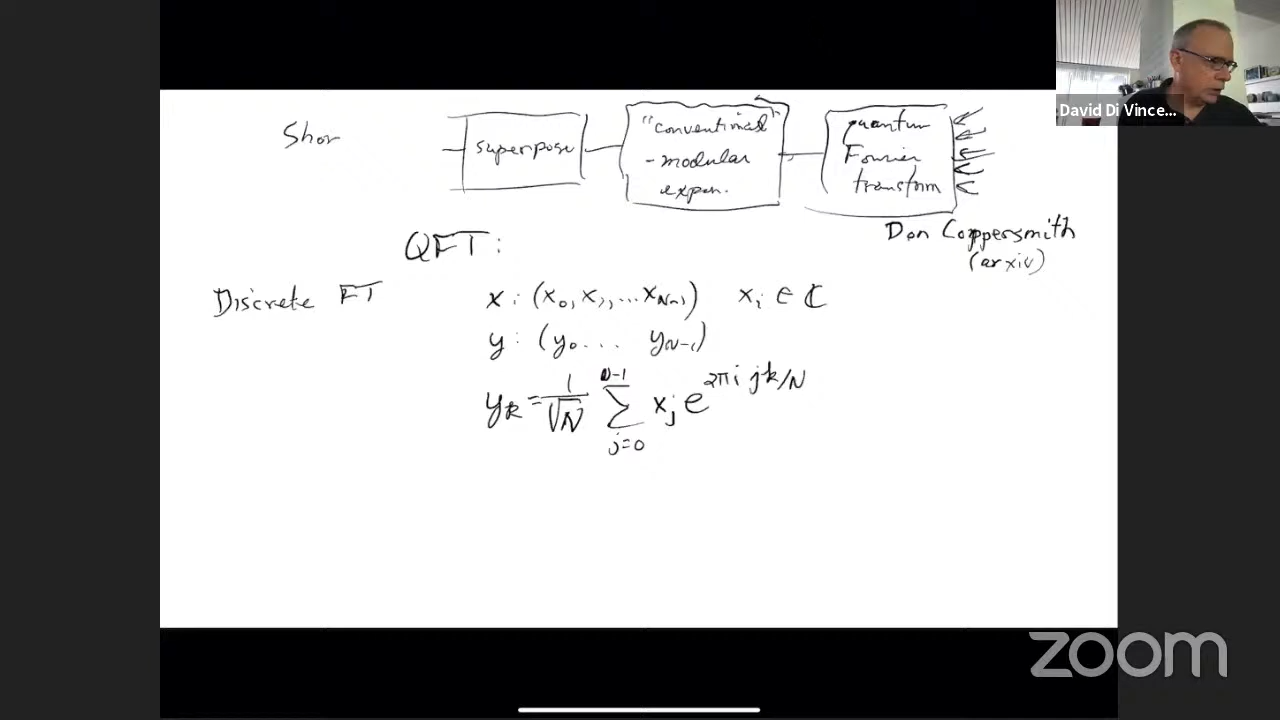 David Di Vince...
Shor
superpose
"conventional"
- modular
expon.
quantum
Fourier
transform
Don Coppersmith
(arxiv)
QFT:
Discrete FT
x: (x₀, x₁, ... x_{N-1}) x_i ∈ ℂ
y: (y₀ ... y_{N-1})
y_k = 1/√N ∑_{j=0}^{N-1} x_j e^{2πi jk/N}
zoom